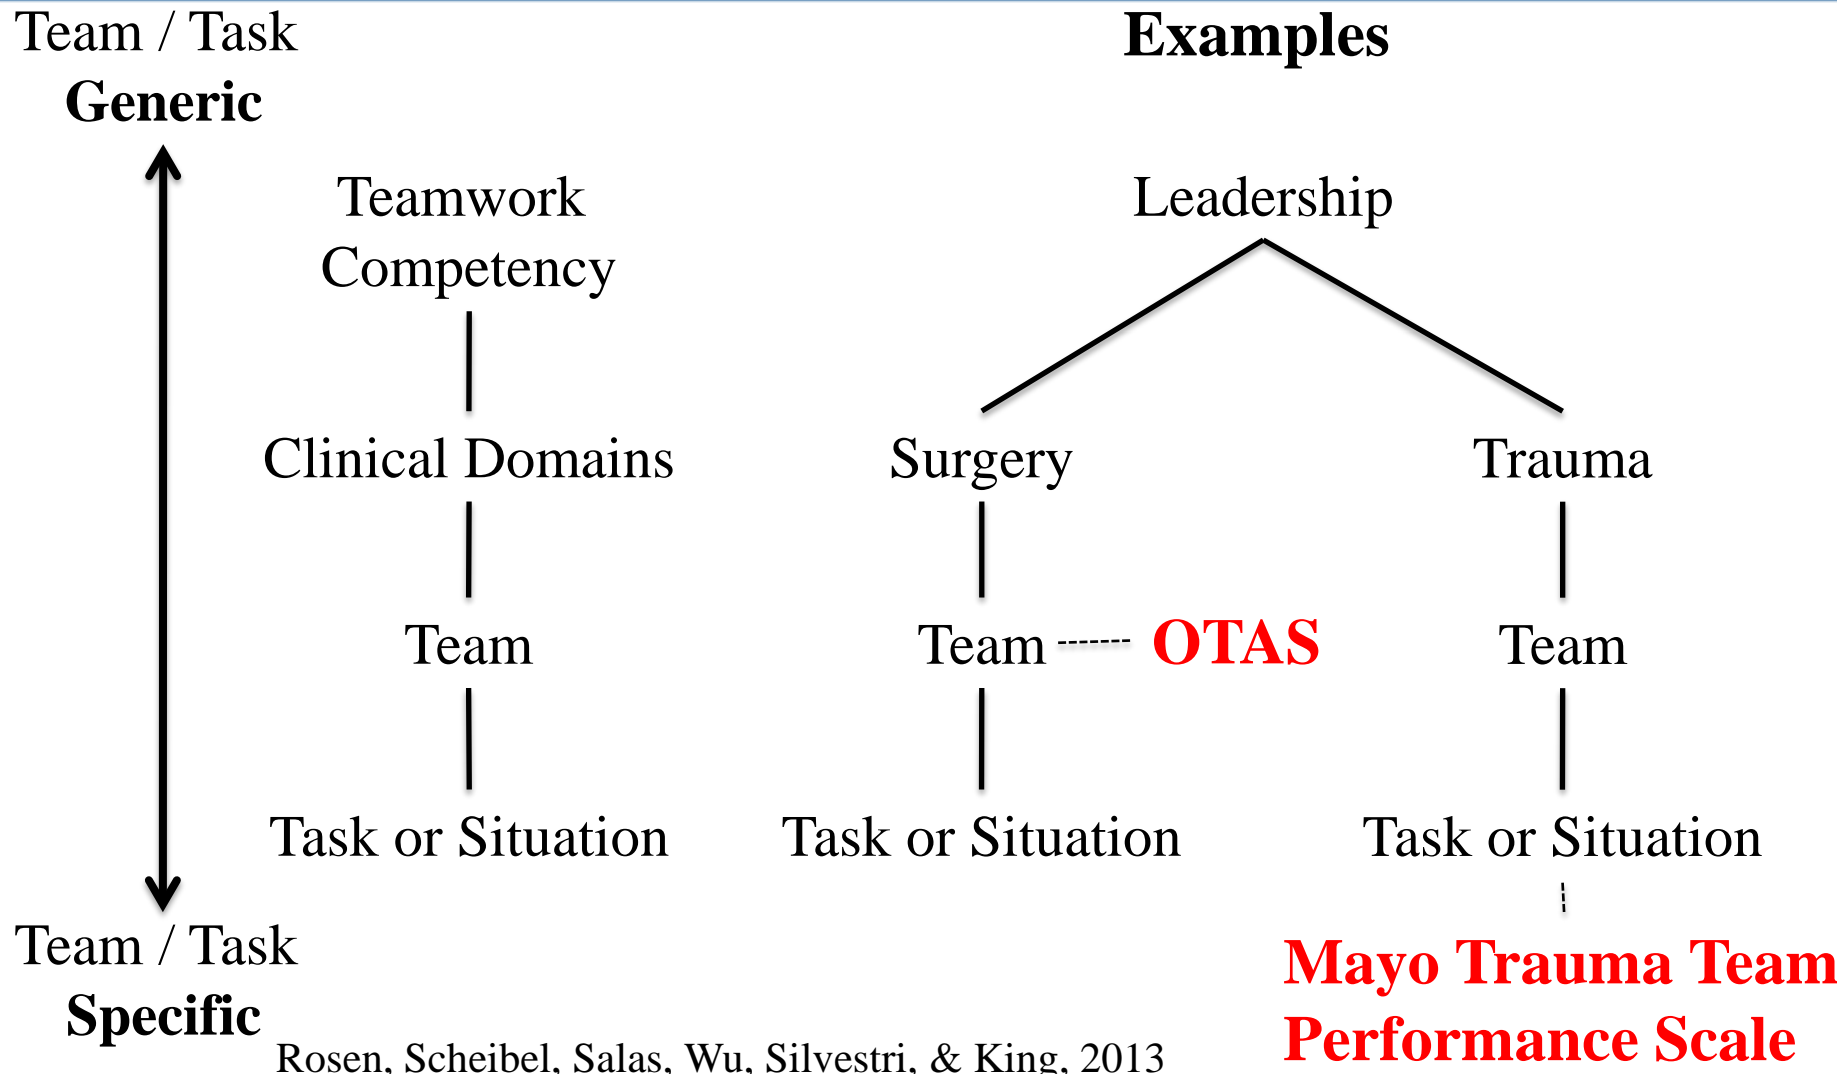 Team / Task
Generic
Examples
Teamwork
Competency
Leadership
Clinical Domains
Surgery
Trauma
Team
Team
OTAS
Team
Task or Situation
Task or Situation
Task or Situation
Team / Task
Specific
Mayo Trauma Team
Performance Scale
Rosen, Scheibel, Salas, Wu, Silvestri, & King, 2013